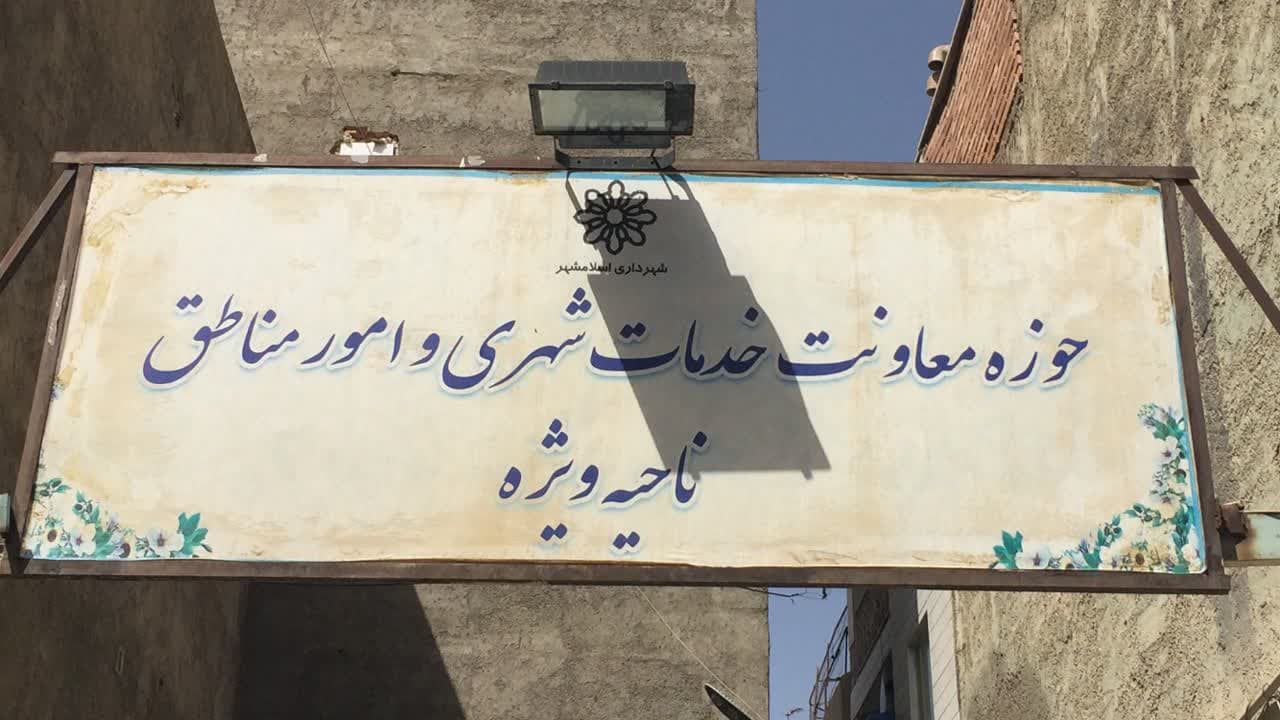 شهرداری اسلامشهر
حوزه معاونت خدمات شهری و امور مناطق
ناحیه ویژه